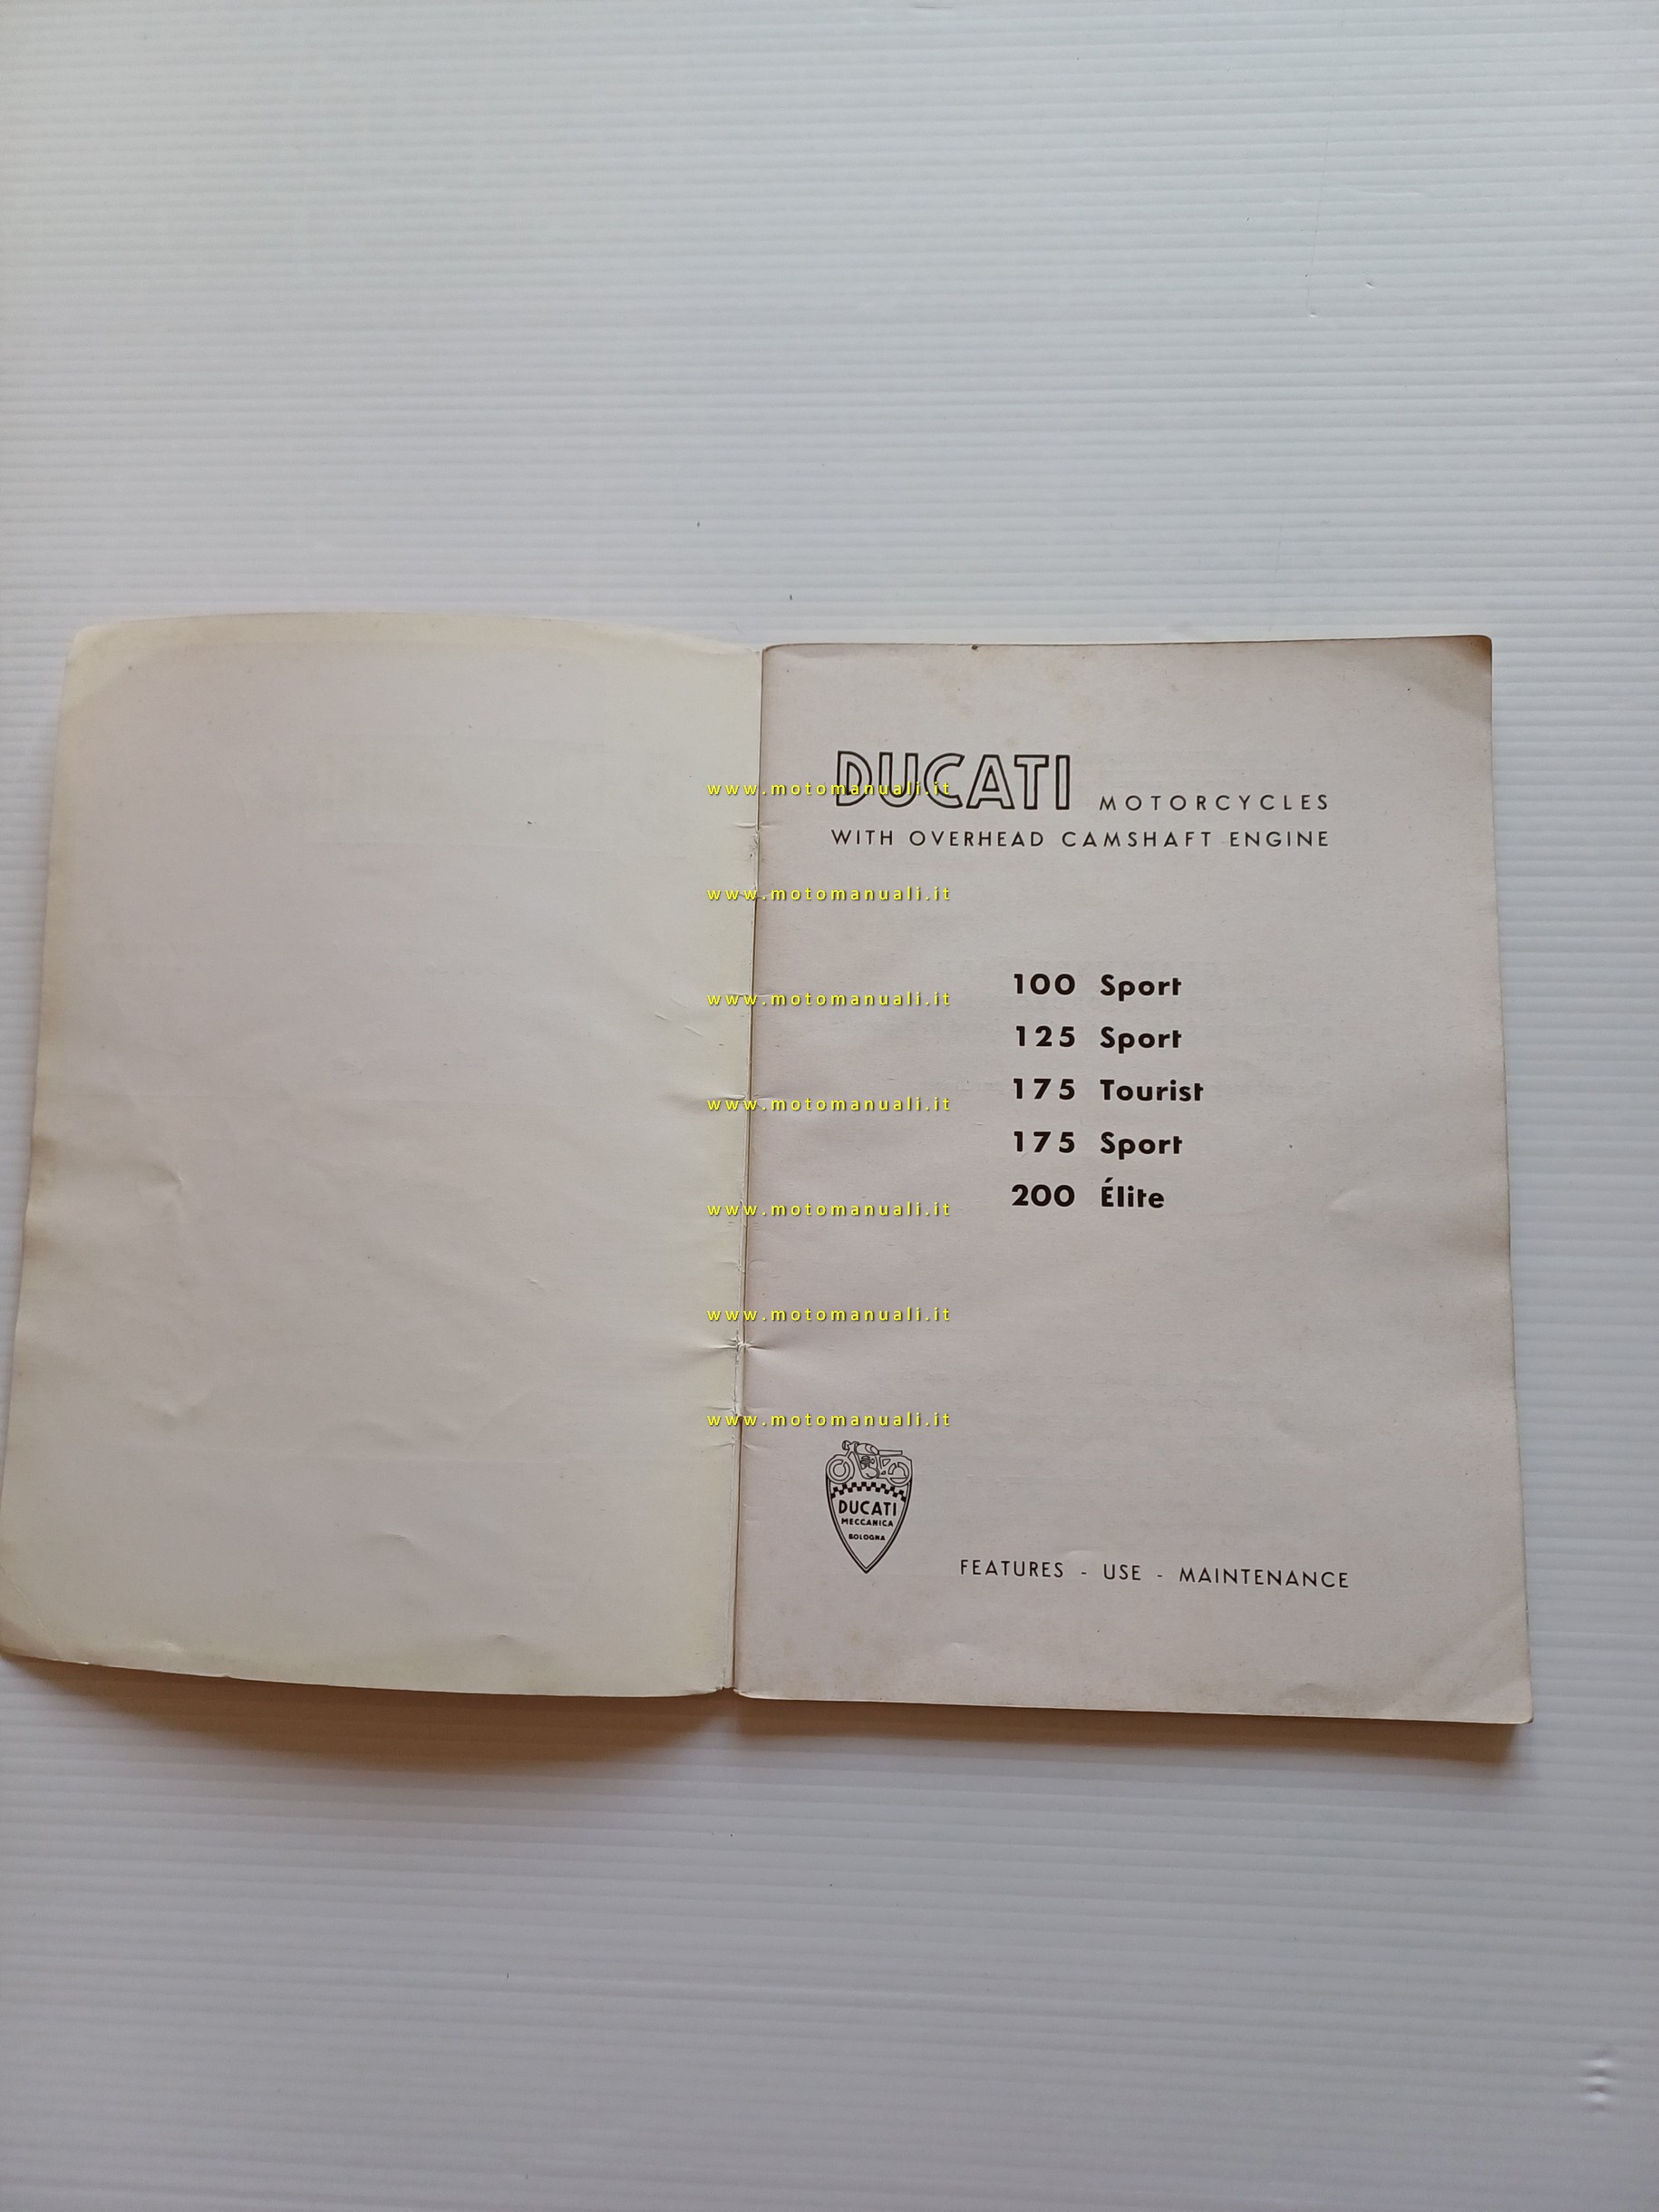 DUCATI MOTORCYCLES
WITH OVERHEAD CAMSHAFT ENGINE
100 Sport
125 Sport
175 Tourist
175 Sport
200 Élite
DUCATI
MECCANICA
BOLOGNA
FEATURES - USE - MAINTENANCE
www.motomanuali.it
www.motomanuali.it
www.motomanuali.it
www.motomanuali.it
www.motomanuali.it
www.motomanuali.it
www.motomanuali.it